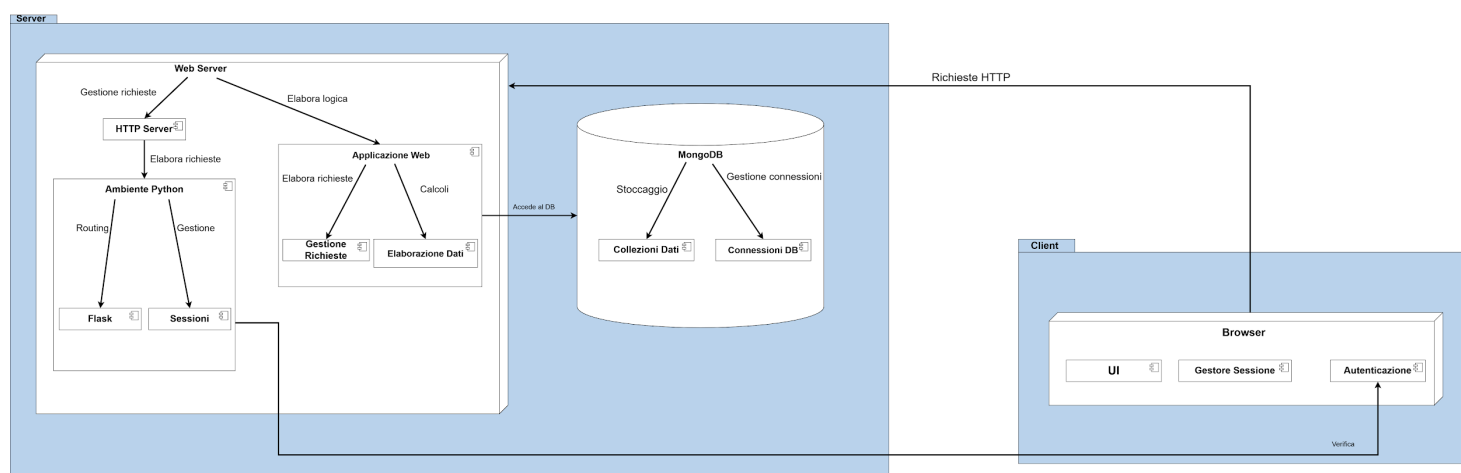 Server
Web Server
Gestione richieste
Elabora logica
HTTP Server
Elabora richieste
Ambiente Python
Routing
Gestione
Flask
Sessioni
Applicazione Web
Elabora richieste
Calcoli
Gestione
Richieste
Elaborazione Dati
Accede al DB
MongoDB
Stoccaggio
Gestione connessioni
Collezioni Dati
Connessioni DB
Richieste HTTP
Client
Browser
UI
Gestore Sessione
Autenticazione
Verifica